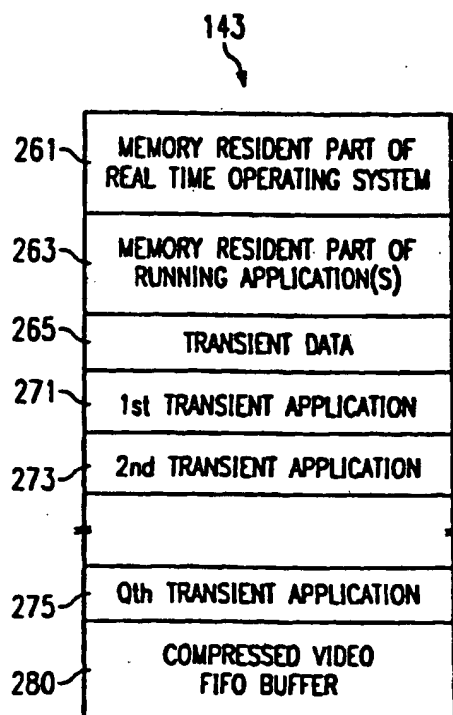 143
261
MEMORY RESIDENT PART OF
REAL TIME OPERATING SYSTEM
263
MEMORY RESIDENT PART OF
RUNNING APPLICATION(S)
265
TRANSIENT DATA
271
1st TRANSIENT APPLICATION
273
2nd TRANSIENT APPLICATION
275
Qth TRANSIENT APPLICATION
280
COMPRESSED VIDEO
FIFO BUFFER